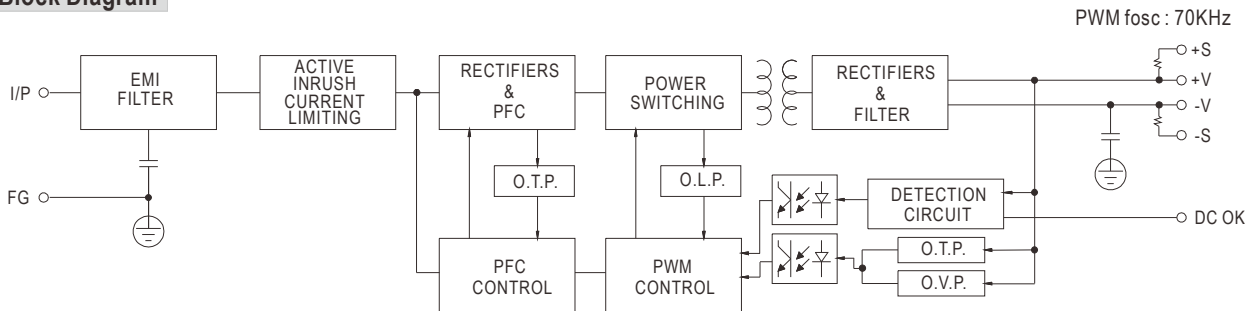 Block Diagram
PWM fosc : 70KHz
I/P
EMI
FILTER
ACTIVE
INRUSH
CURRENT
LIMITING
RECTIFIERS
&
PFC
POWER
SWITCHING
RECTIFIERS
&
FILTER
+S
+V
-V
-S
FG
O.T.P.
O.L.P.
DETECTION
CIRCUIT
DC OK
PFC
CONTROL
PWM
CONTROL
O.T.P.
O.V.P.